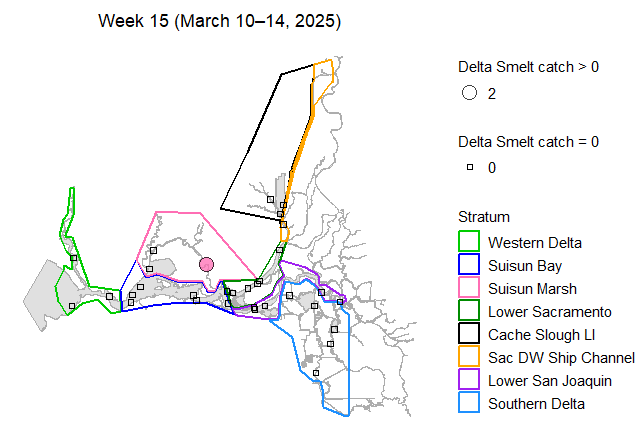 Week 15 (March 10–14, 2025)
Delta Smelt catch > 0
2
Delta Smelt catch = 0
0
Stratum
Western Delta
Suisun Bay
Suisun Marsh
Lower Sacramento
Cache Slough LI
Sac DW Ship Channel
Lower San Joaquin
Southern Delta